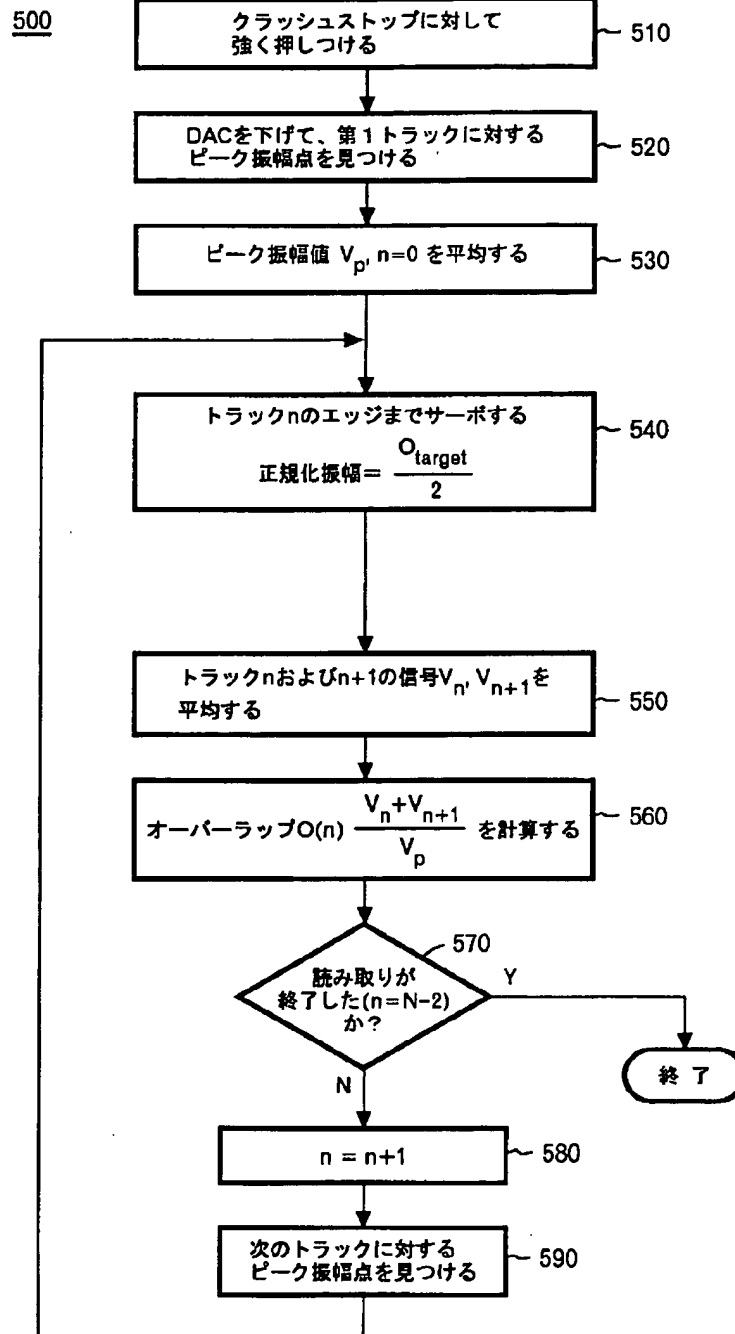 500
クラッシュストップに対して
強く押しつける
510
DACを下げて、第1トラックに対する
ピーク振幅点を見つける
520
ピーク振幅値 Vp, n=0 を平均する
530
トラックnのエッジまでサーボする
正規化振幅= Otarget / 2
540
トラックnおよびn+1の信号Vn, Vn+1を
平均する
550
オーバーラップO(n) Vn+Vn+1 / Vp を計算する
560
570
読み取りが
終了した(n=N-2)
か？
Y
終了
N
n = n+1
580
次のトラックに対する
ピーク振幅点を見つける
590